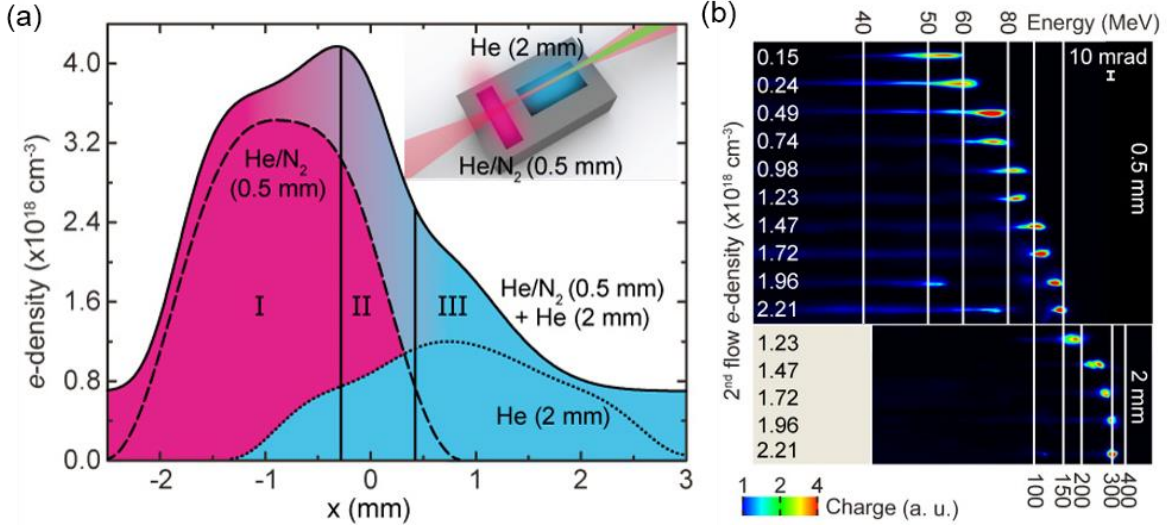 (a)
e-density (x10¹⁸ cm⁻³)
4.0
3.2
2.4
1.6
0.8
0.0
-2
-1
0
1
2
3
x (mm)
He/N₂
(0.5 mm)
I
II
III
He/N₂ (0.5 mm)
+ He (2 mm)
He (2 mm)
He (2 mm)
He/N₂ (0.5 mm)
(b)
40
50
60
80
Energy (MeV)
10 mrad
2ⁿᵈ flow e-density (x10¹⁸ cm⁻³)
0.15
0.24
0.49
0.74
0.98
1.23
1.47
1.72
1.96
2.21
0.5 mm
1.23
1.47
1.72
1.96
2.21
2 mm
1
2
4
Charge (a. u.)
100
150
200
300
400